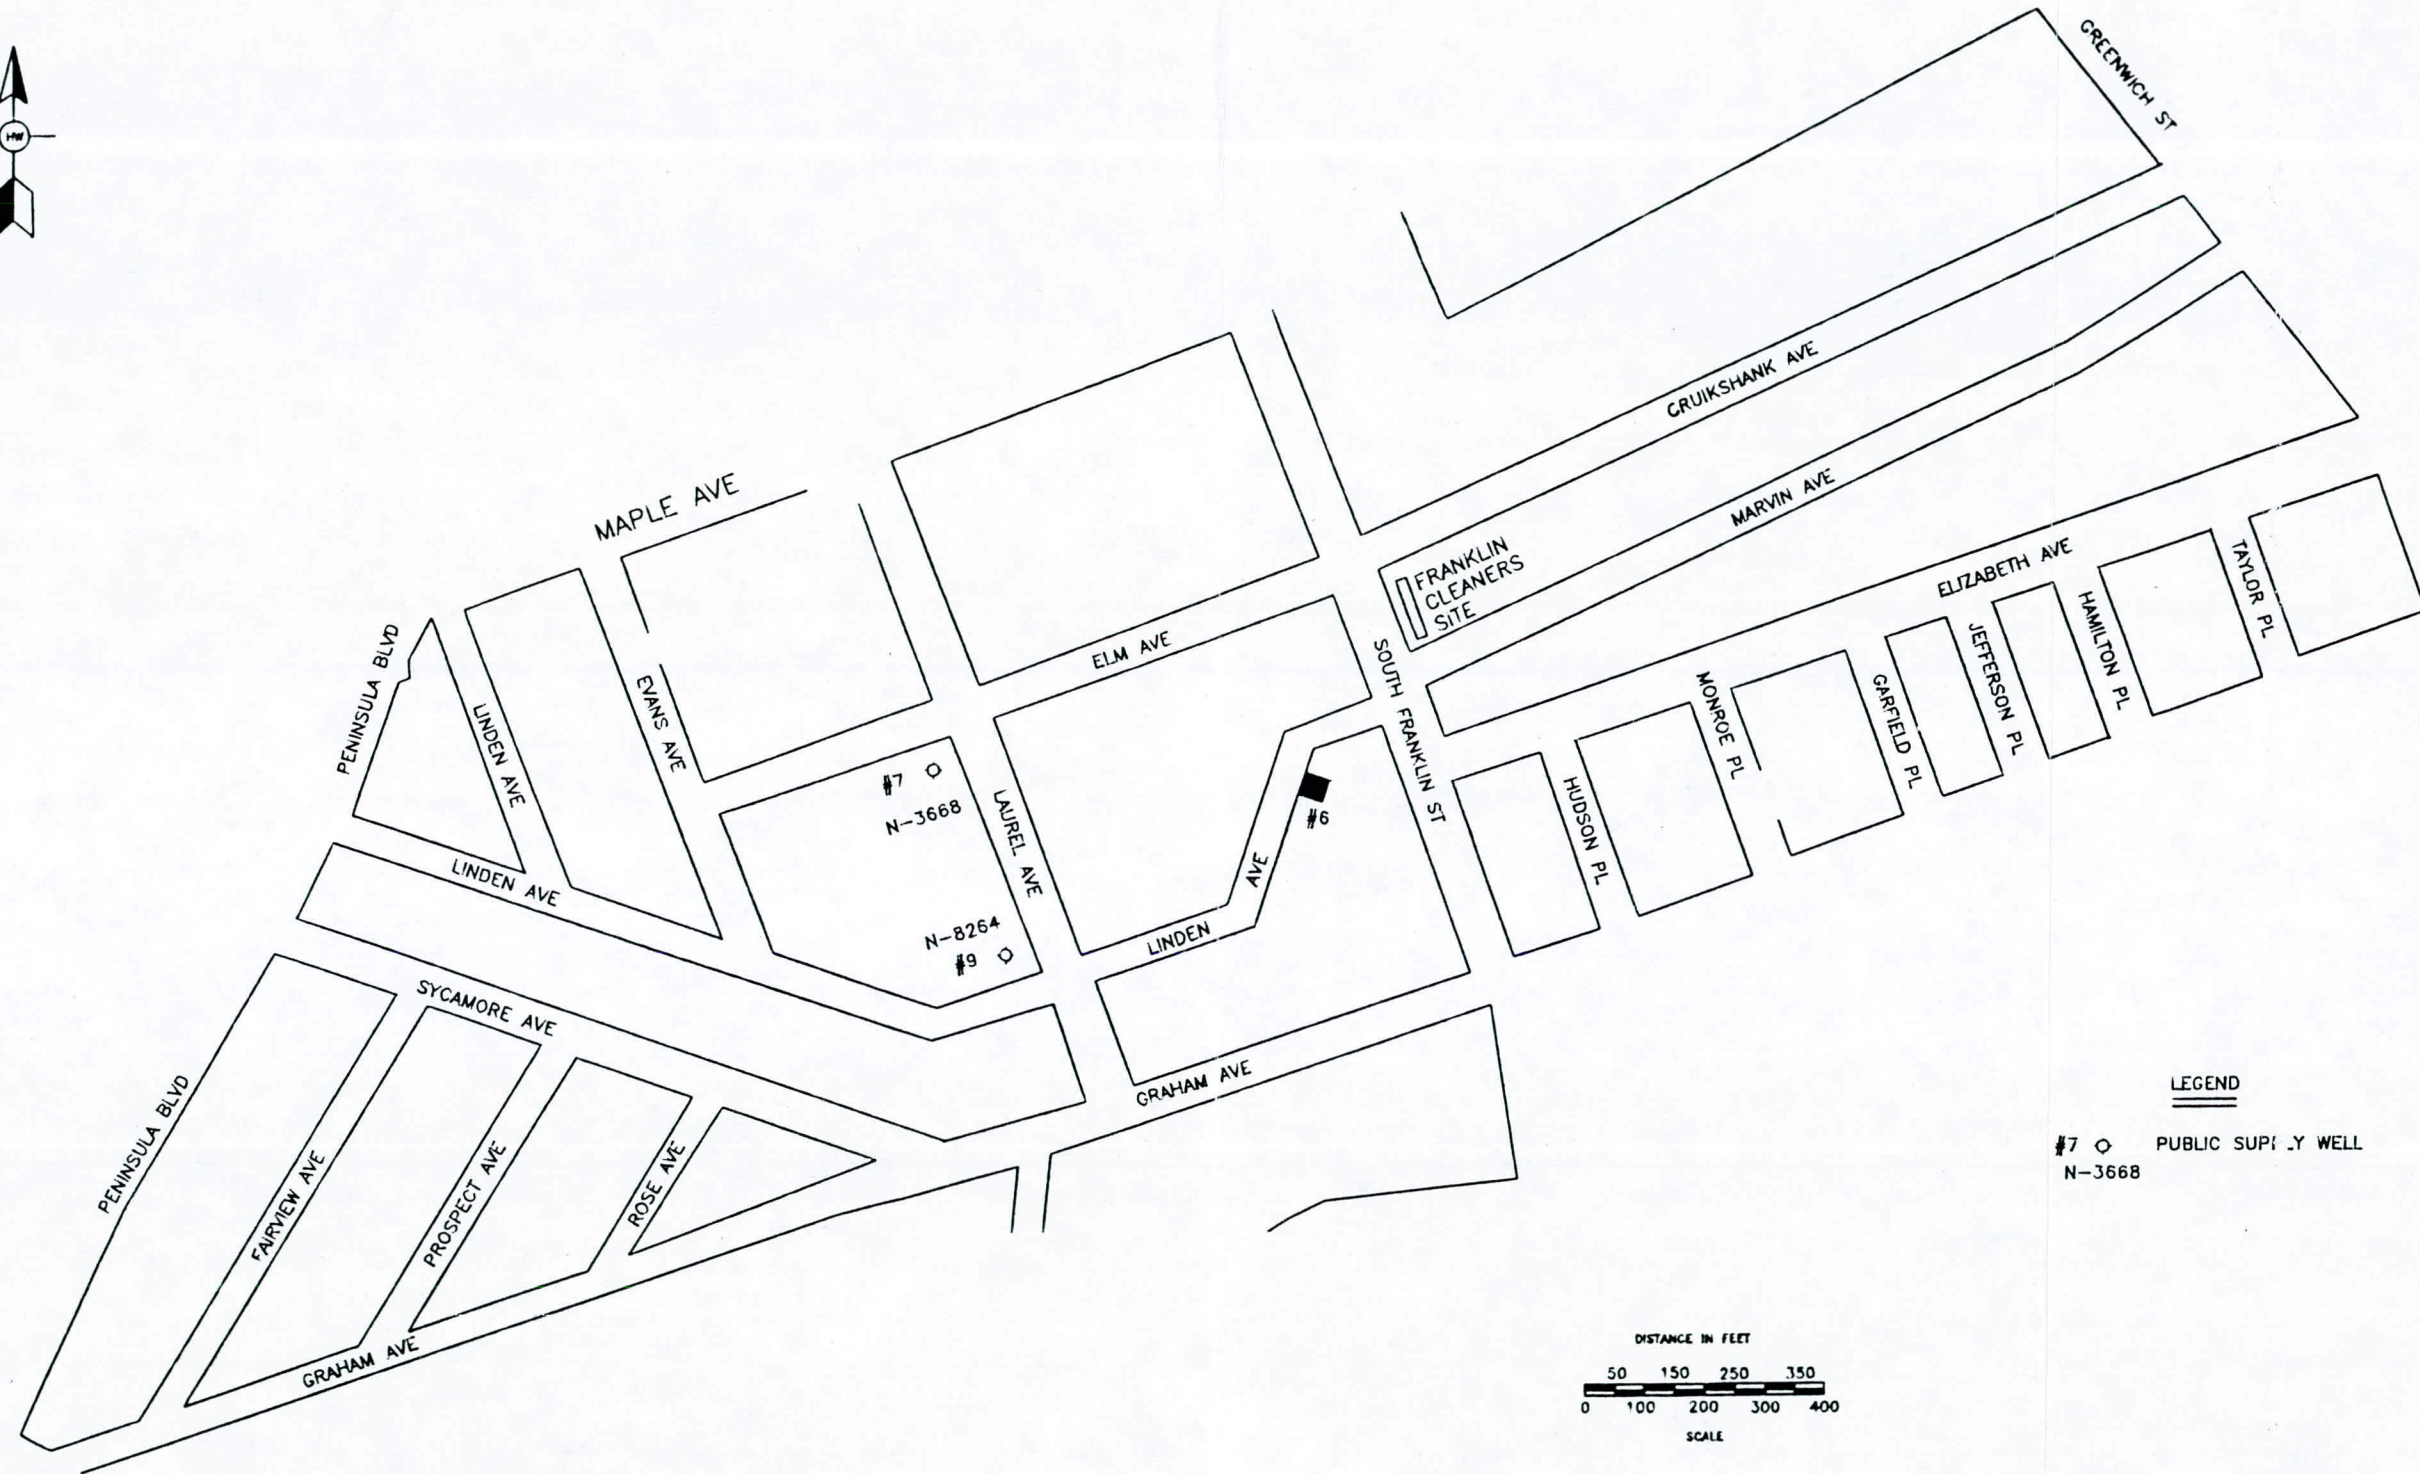 GREENWICH ST
HW
CRUIKSHANK AVE
MAPLE AVE
MARVIN AVE
FRANKLIN
CLEANERS
SITE
ELIZABETH AVE
TAYLOR PL
HAMILTON PL
JEFFERSON PL
GARFIELD PL
MONROE PL
HUDSON PL
SOUTH FRANKLIN ST
ELM AVE
PENINSULA BLVD
LINDEN AVE
EVANS AVE
#7
N-3668
LAUREL AVE
#6
LINDEN AVE
N-8264
#9
LINDEN AVE
SYCAMORE AVE
GRAHAM AVE
PENINSULA BLVD
FAIRVIEW AVE
PROSPECT AVE
ROSE AVE
GRAHAM AVE
LEGEND
#7 PUBLIC WELL
N-3668
DISTANCE IN FEET
50 150 250 350
0 100 200 300 400
SCALE